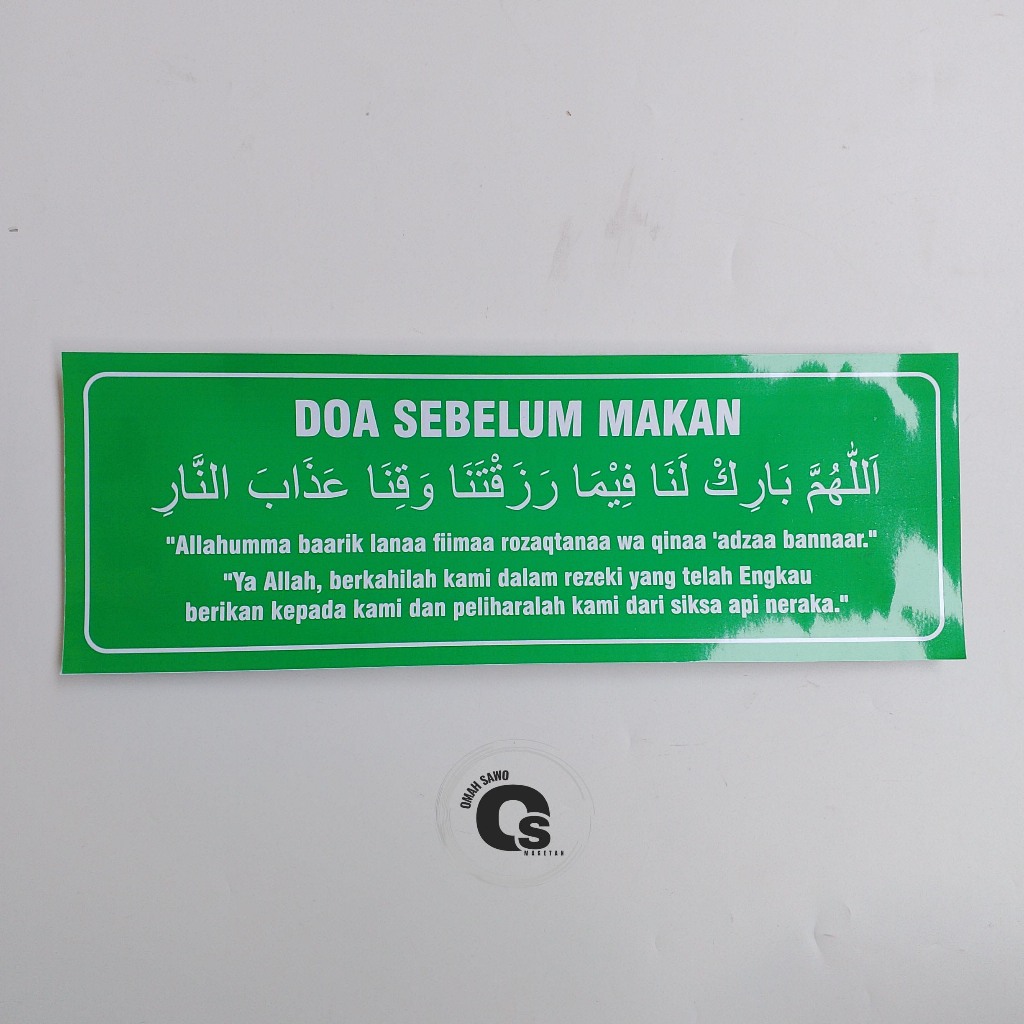 DOA SEBELUM MAKAN
اَللّٰهُمَّ بَارِكْ لَنَا فِيْمَا رَزَقْتَنَا وَقِنَا عَذَابَ النَّارِ
"Allahumma baarik lanaa fiimaa rozaqtanaa wa qinaa 'adzaa bannaar."
"Ya Allah, berkahilah kami dalam rezeki yang telah Engkau
berikan kepada kami dan peliharalah kami dari siksa api neraka."
OMAH SAWO
Os
MAGETAN